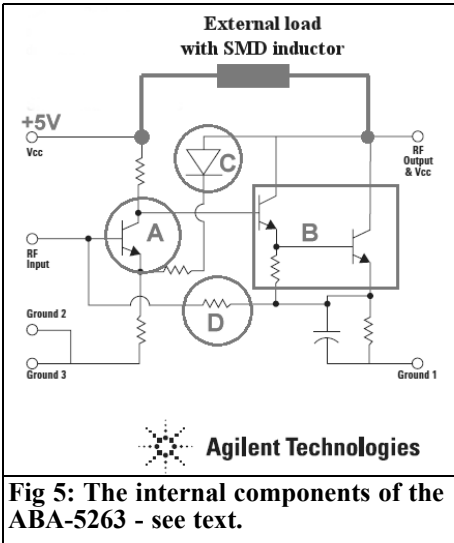 External load
with SMD inductor
+5V
Vcc
C
RF
Output
& Vcc
A
B
RF
Input
D
Ground 2
Ground 3
Ground 1
Agilent Technologies
Fig 5: The internal components of the
ABA-5263 - see text.